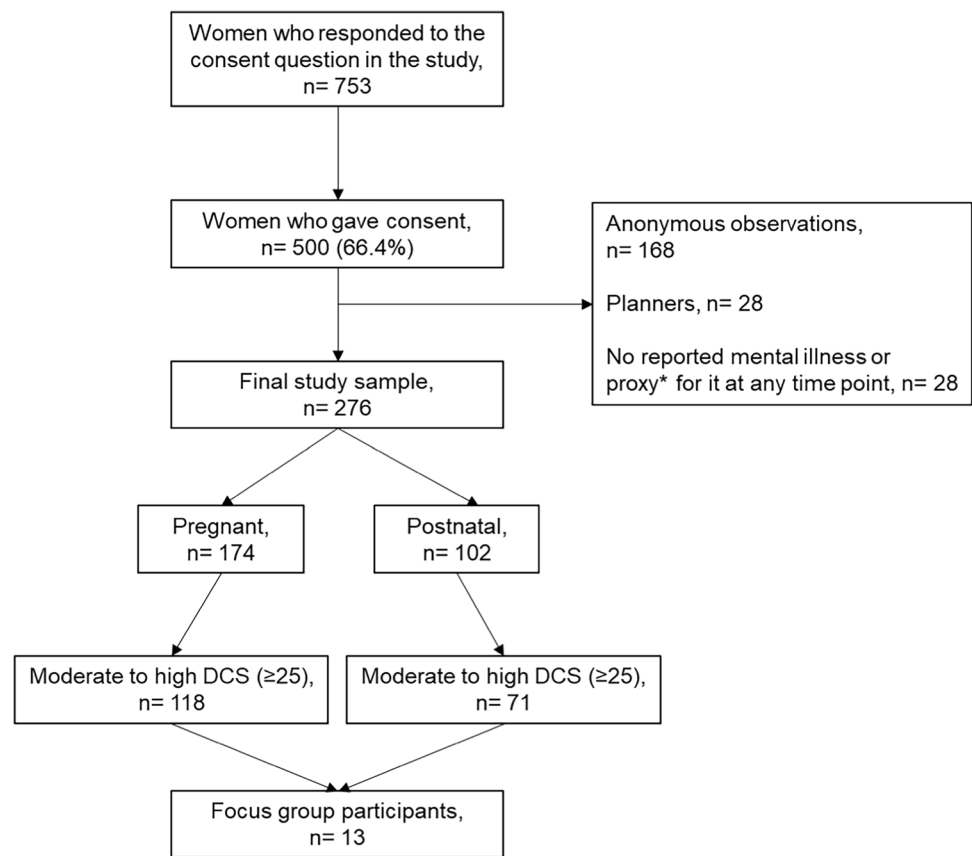 Women who responded to the
consent question in the study,
n= 753
Women who gave consent,
n= 500 (66.4%)
Anonymous observations,
n= 168
Planners, n= 28
No reported mental illness or
proxy* for it at any time point, n= 28
Final study sample,
n= 276
Pregnant,
n= 174
Postnatal,
n= 102
Moderate to high DCS (≥25),
n= 118
Moderate to high DCS (≥25),
n= 71
Focus group participants,
n= 13